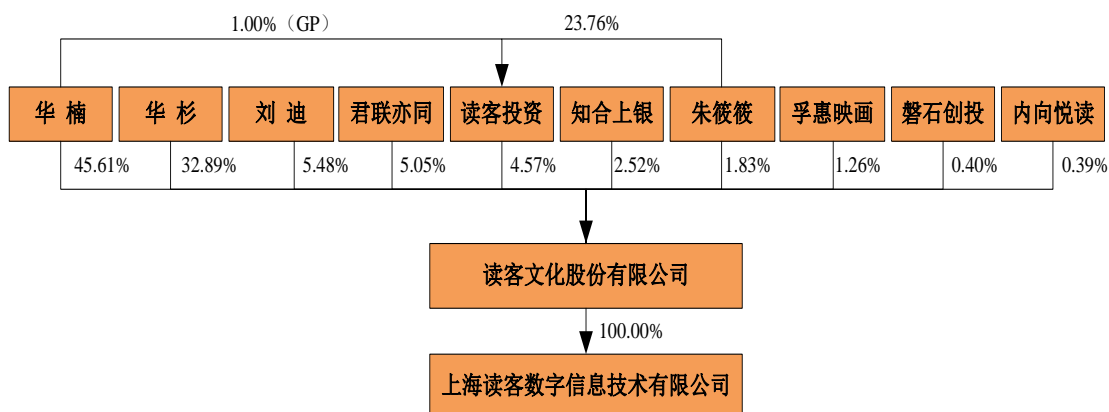 1.00%（GP）
23.76%
华 楠
华 杉
刘 迪
君联亦同
读客投资
知合上银
朱筱筱
孚惠映画
磐石创投
内向悦读
45.61%
32.89%
5.48%
5.05%
4.57%
2.52%
1.83%
1.26%
0.40%
0.39%
读客文化股份有限公司
100.00%
上海读客数字信息技术有限公司